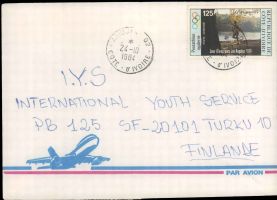 125
REPUBLIQUE DE
COTE D'IVOIRE
24-10
1984
COTE D'IVOIRE
I.Y.S
INTERNATIONAL YOUTH SERVICE
PB 125 SF-20101 TURKU 10
FINLANDE
PAR AVION